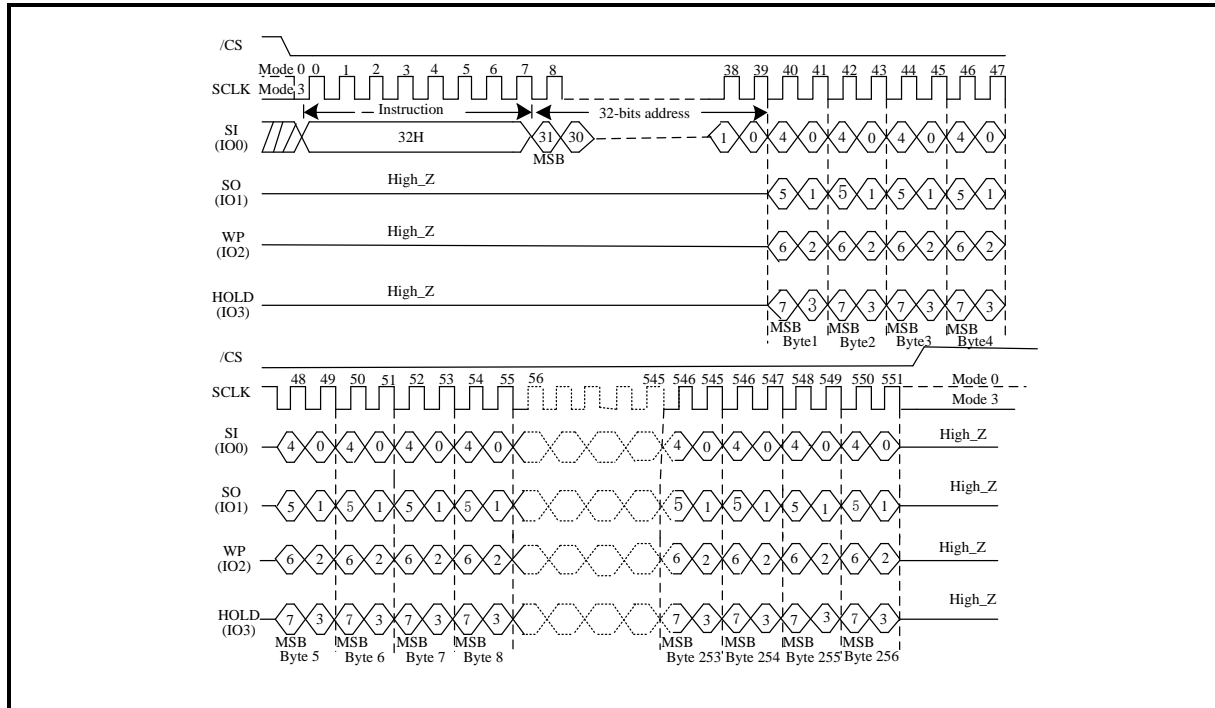 /CS
Mode 0 0 1 2 3 4 5 6 7 8 38 39 40 41 42 43 44 45 46 47
SCLK Mode 3
Instruction 32-bits address
SI 32H 31 30 1 0 4 0 4 0 4 0 4 0
(IO0)
MSB
SO High_Z 5 1 5 1 5 1 5 1
(IO1)
WP High_Z 6 2 6 2 6 2 6 2
(IO2)
HOLD High_Z 7 3 7 3 7 3 7 3
(IO3)
MSB MSB MSB MSB
Byte1 Byte2 Byte3 Byte4
/CS
48 49 50 51 52 53 54 55 56 545 546 545 546 547 548 549 550 551 Mode 0
SCLK Mode 3
SI 4 0 4 0 4 0 4 0 4 0 4 0 4 0 4 0 High_Z
(IO0)
SO 5 1 5 1 5 1 5 1 5 1 5 1 5 1 5 1 High_Z
(IO1)
WP 6 2 6 2 6 2 6 2 6 2 6 2 6 2 6 2 High_Z
(IO2)
HOLD 7 3 7 3 7 3 7 3 7 3 7 3 7 3 7 3 High_Z
(IO3)
MSB MSB MSB MSB MSB MSB MSB MSB
Byte 5 Byte 6 Byte 7 Byte 8 Byte 253 Byte 254 Byte 255 Byte 256